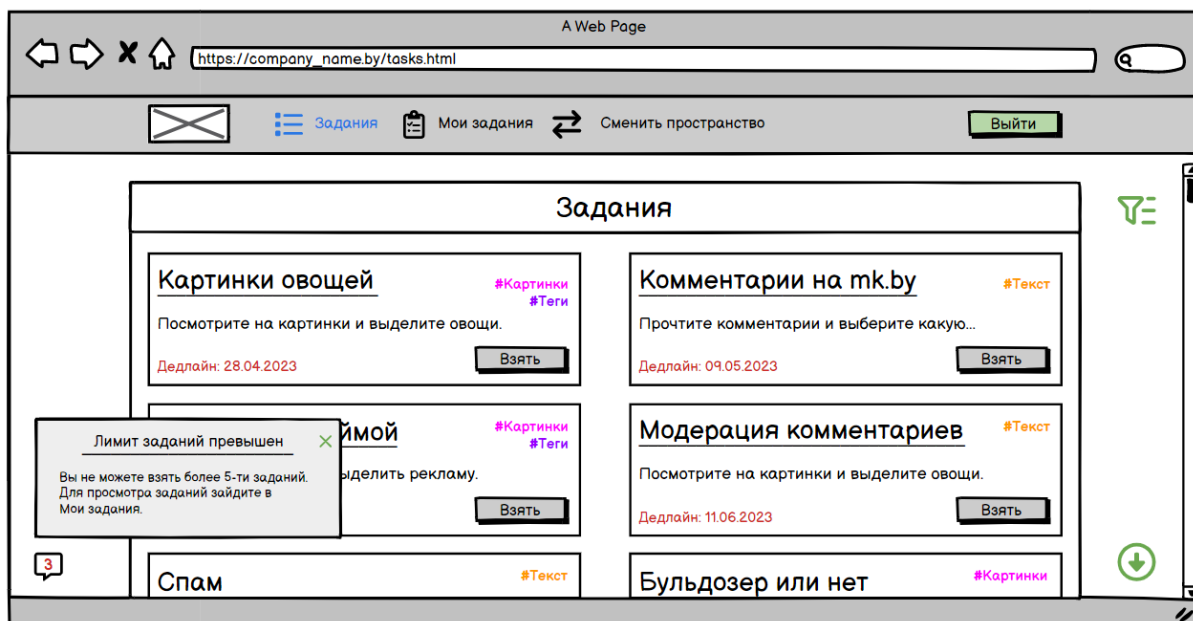 A Web Page
https://company_name.by/tasks.html
Задания
Мои задания
Сменить пространство
Выйти
Задания
Картинки овощей
#Картинки
#Теги
Посмотрите на картинки и выделите овощи.
Дедлайн: 28.04.2023
Взять
Комментарии на mk.by
#Текст
Прочтите комментарии и выберите какую...
Дедлайн: 09.05.2023
Взять
#Картинки
#Теги
рекламу.
Взять
Модерация комментариев
#Текст
Посмотрите на картинки и выделите овощи.
Дедлайн: 11.06.2023
Взять
Лимит заданий превышен
Вы не можете взять более 5-ти заданий.
Для просмотра заданий зайдите в
Мои задания.
3
Спам
#Текст
Бульдозер или нет
#Картинки